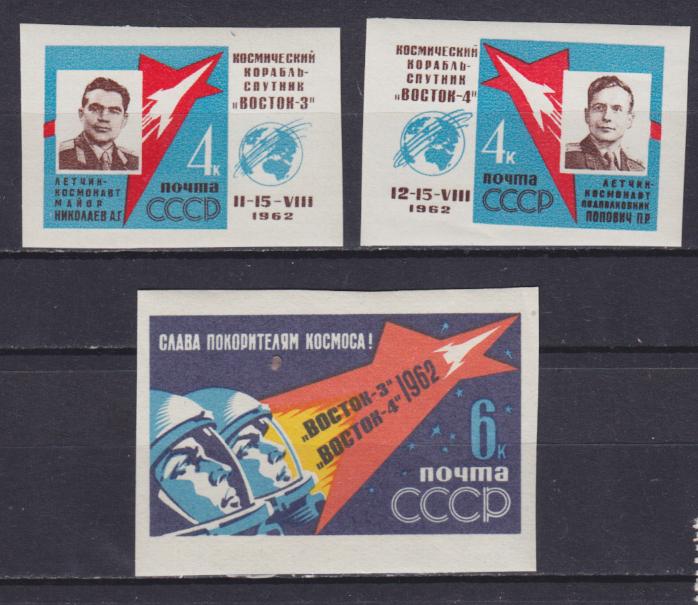 КОСМИЧЕСКИЙ
КОРАБЛЬ-
СПУТНИК
„ВОСТОК-3"
4к
ЛЕТЧИК-
КОСМОНАВТ
МАЙОР
НИКОЛАЕВ А.Г.
почта
СССР
11-15-VIII
1962
КОСМИЧЕСКИЙ
КОРАБЛЬ-
СПУТНИК
„ВОСТОК-4"
12-15-VIII
1962
4к
почта
СССР
ЛЕТЧИК-
КОСМОНАВТ
ПОДПОЛКОВНИК
ПОПОВИЧ П.Р.
СЛАВА ПОКОРИТЕЛЯМ КОСМОСА!
„ВОСТОК-3"
„ВОСТОК-4"
1962
6к
почта
СССР